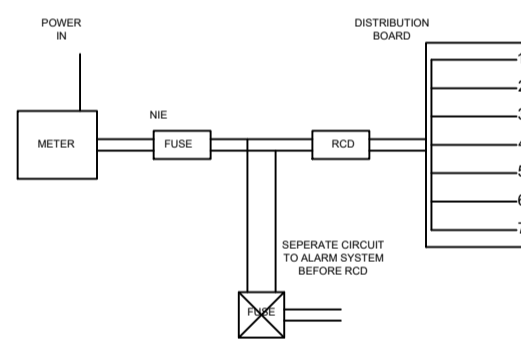 POWER
IN
DISTRIBUTION
BOARD
1
2
NIE
3
METER
FUSE
RCD
4
5
6
7
SEPERATE CIRCUIT
TO ALARM SYSTEM
BEFORE RCD
FUSE